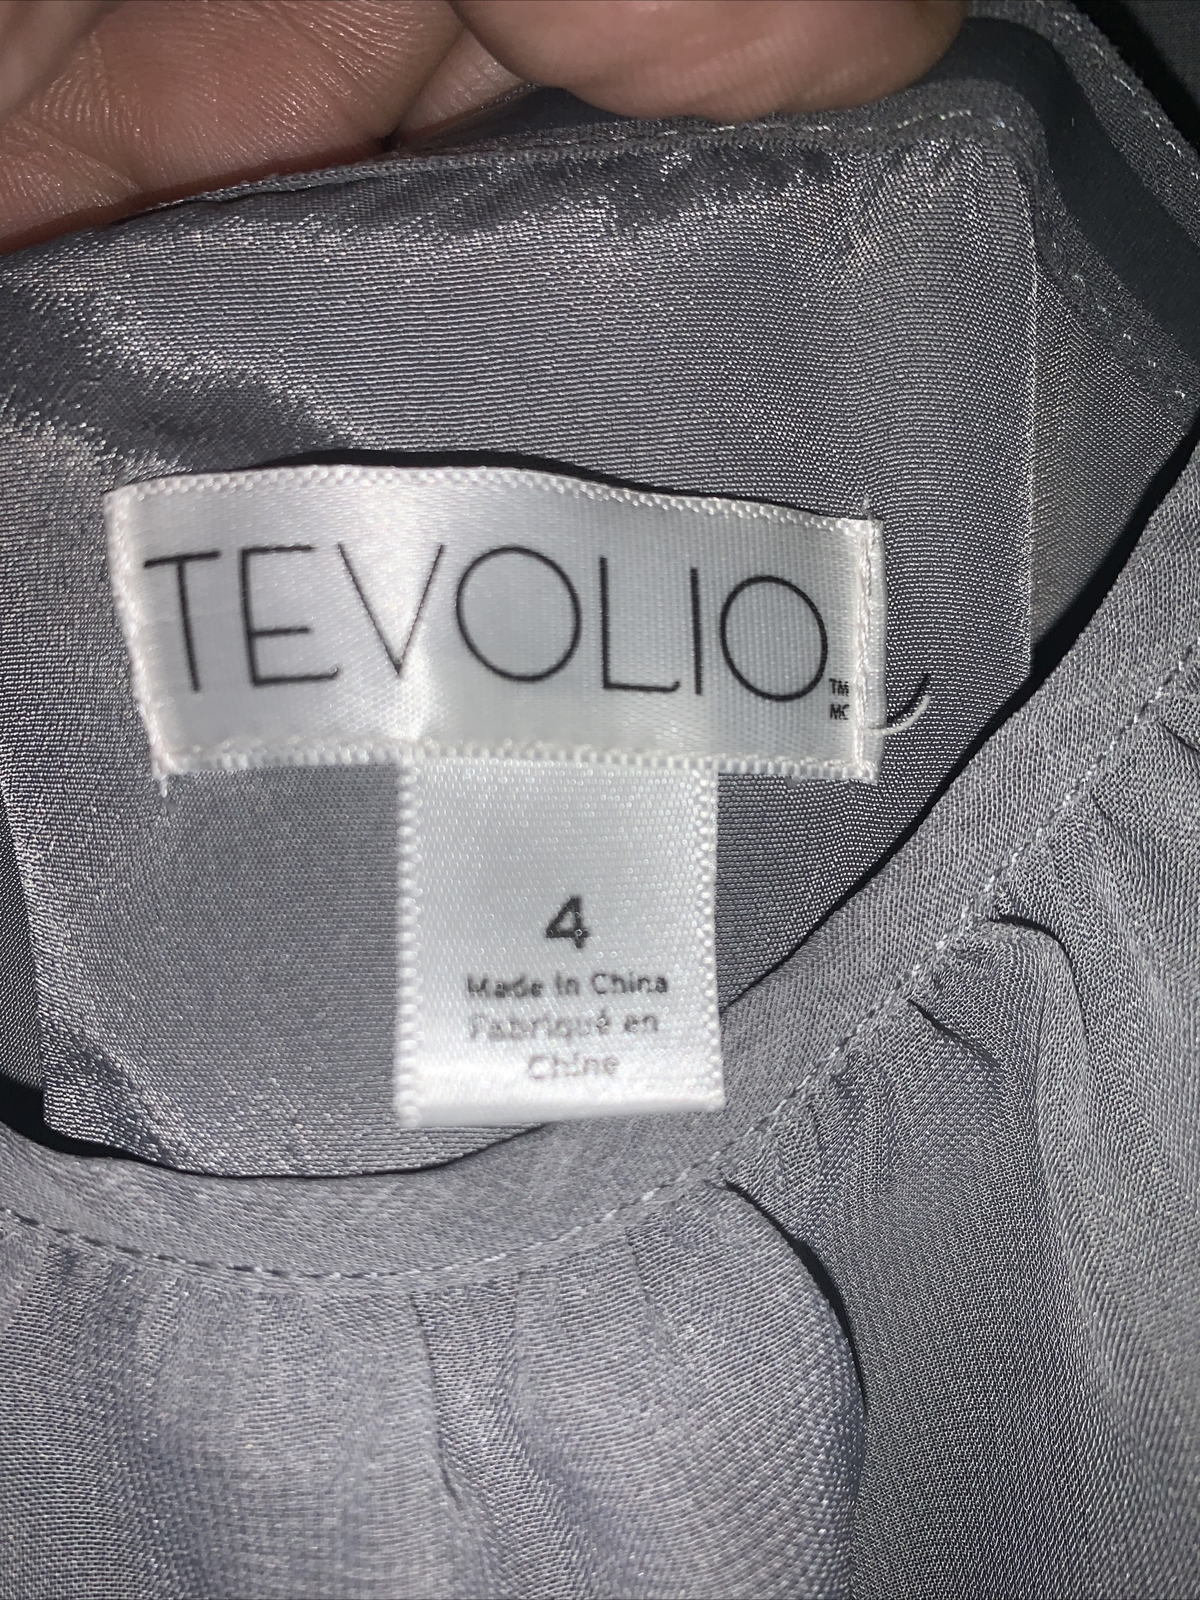 TEVOLIO
TM
MC
4
Made in China
Fabriqué en
Chine